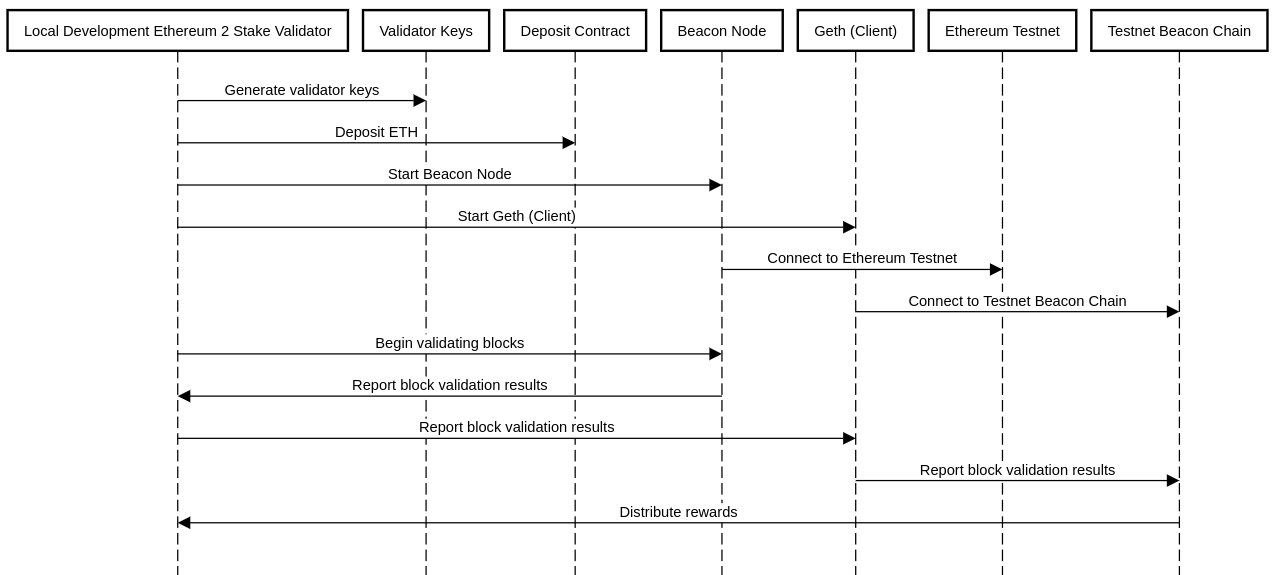 Local Development Ethereum 2 Stake Validator
Validator Keys
Deposit Contract
Beacon Node
Geth (Client)
Ethereum Testnet
Testnet Beacon Chain
Generate validator keys
Deposit ETH
Start Beacon Node
Start Geth (Client)
Connect to Ethereum Testnet
Connect to Testnet Beacon Chain
Begin validating blocks
Report block validation results
Report block validation results
Report block validation results
Distribute rewards